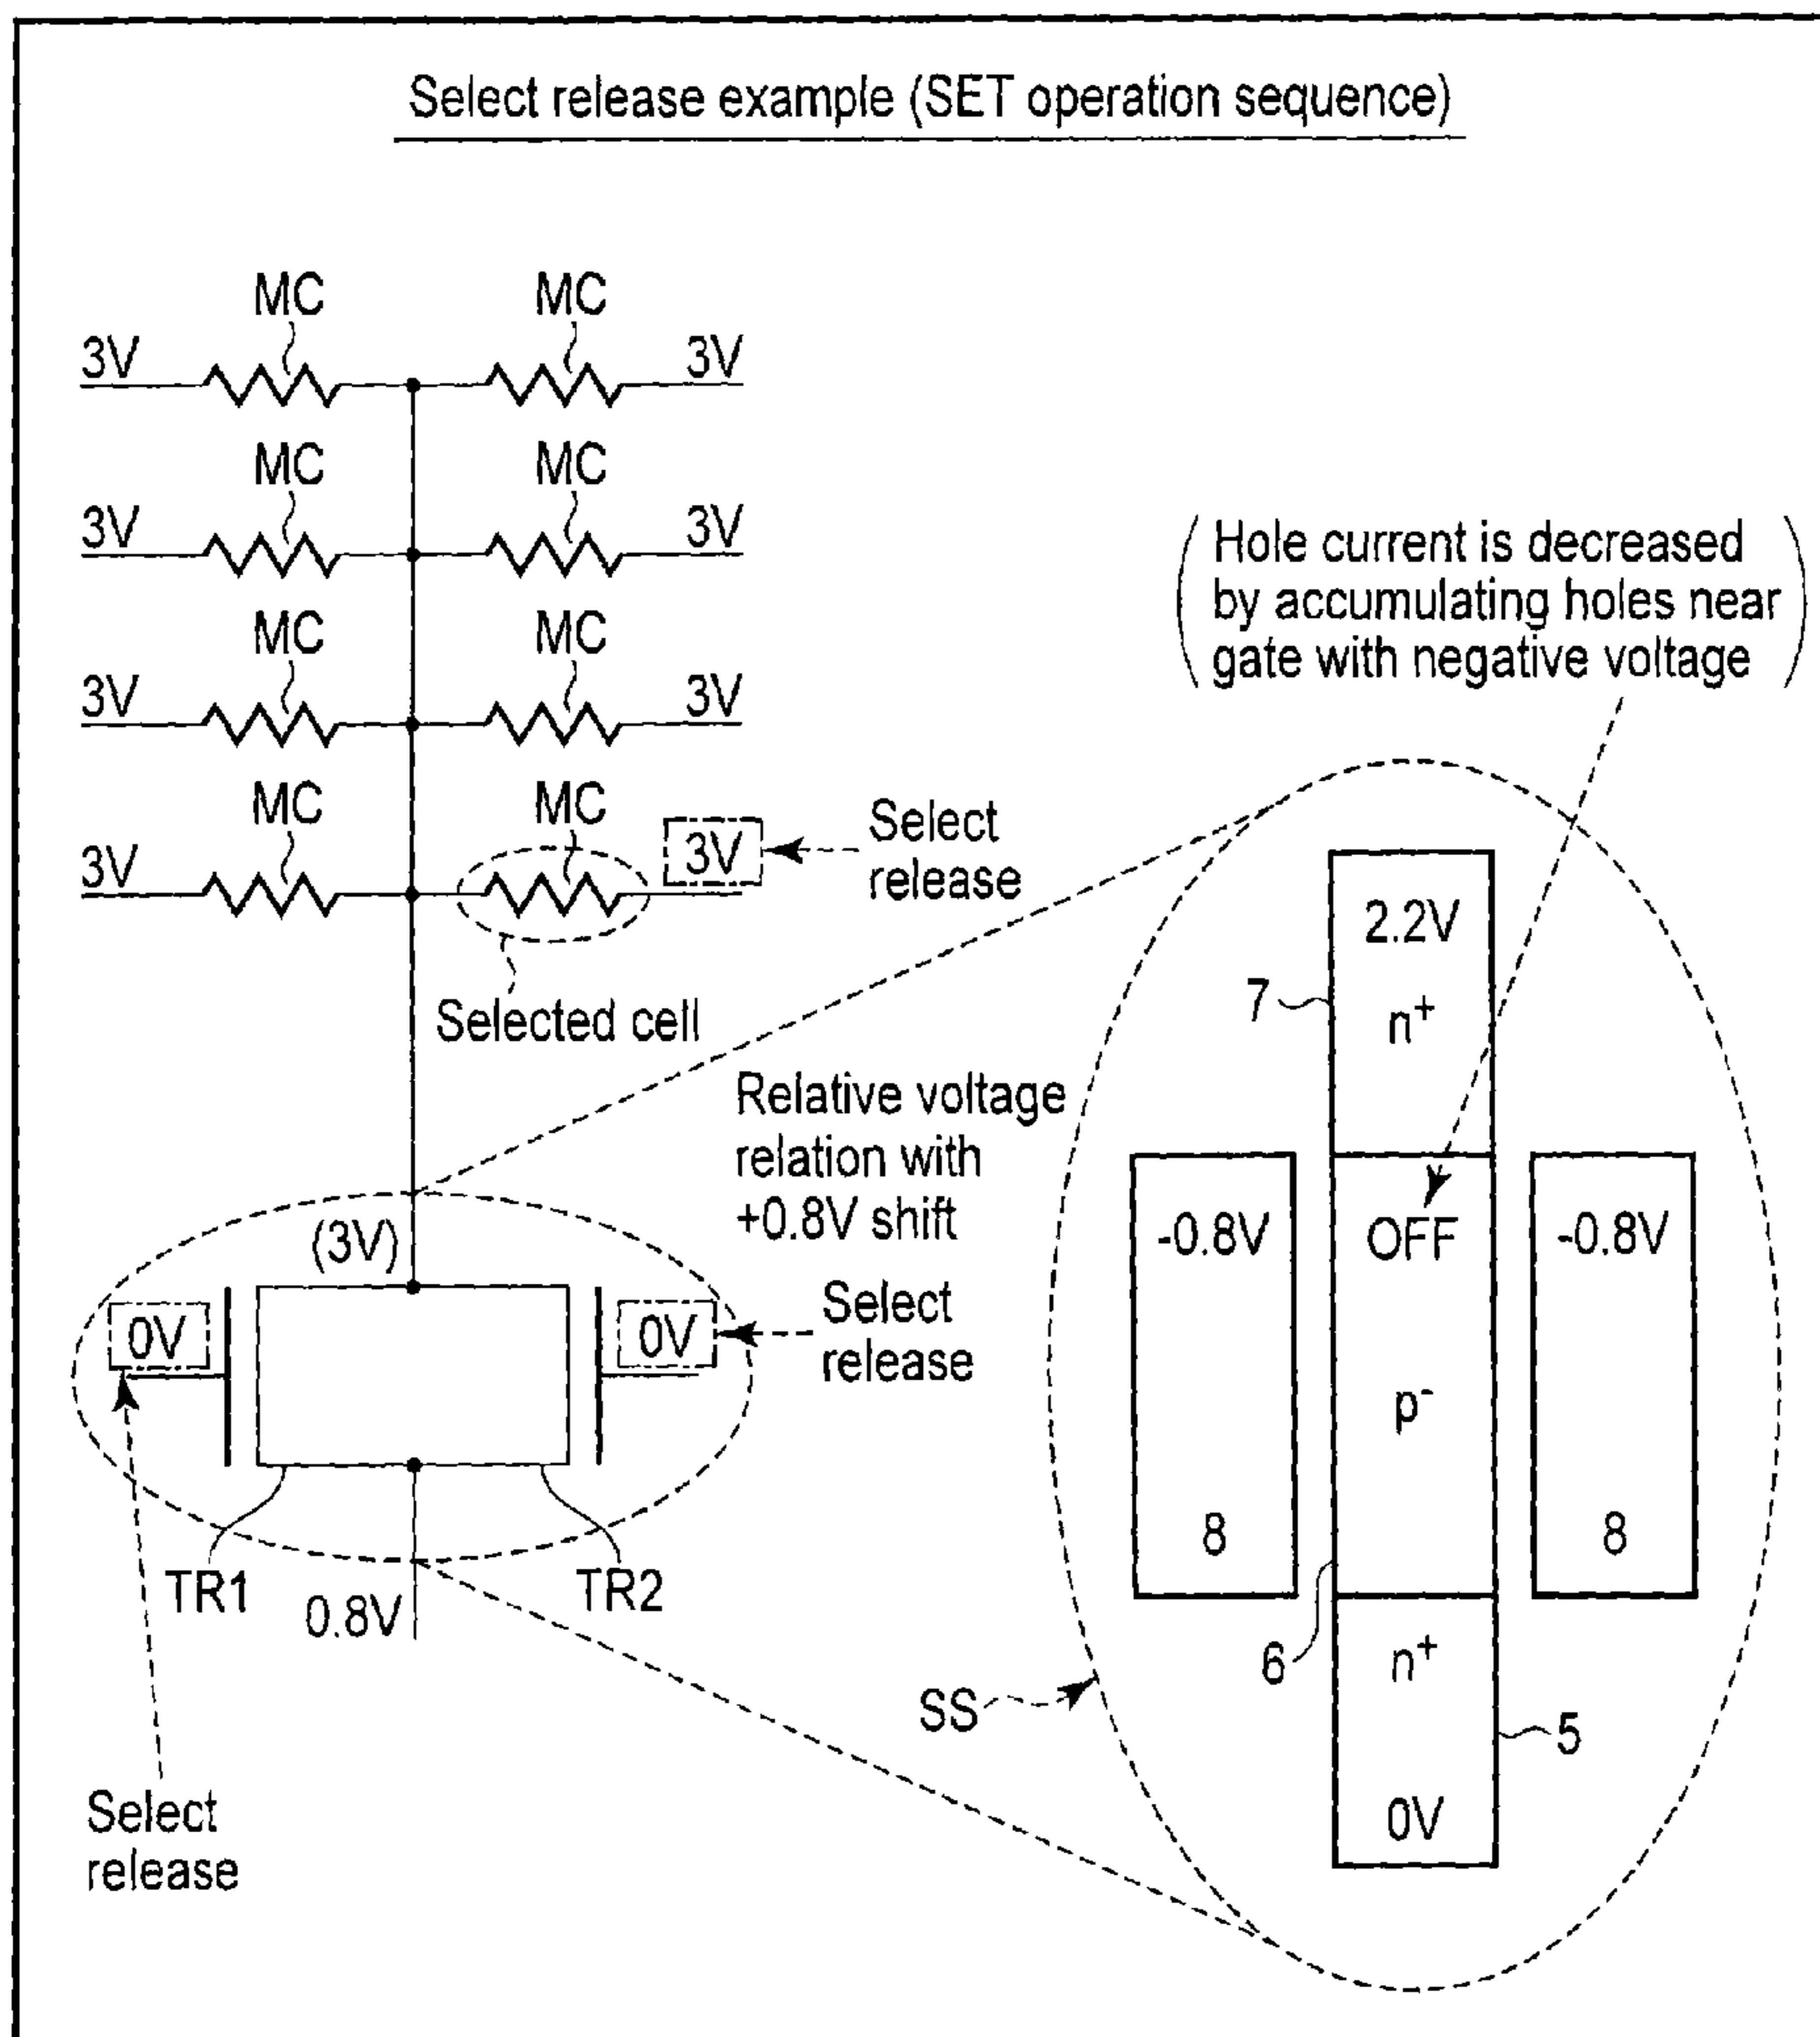 Select release example (SET operation sequence)
MC
MC
3V
3V
MC
MC
3V
3V
MC
MC
3V
3V
MC
MC
3V
3V
Select
release
Selected cell
Hole current is decreased
by accumulating holes near
gate with negative voltage
Relative voltage
relation with
+0.8V shift
(3V)
0V
0V
Select
release
TR1
TR2
0.8V
Select
release
2.2V
7
n+
-0.8V
OFF
-0.8V
p-
8
8
6
n+
SS
5
0V